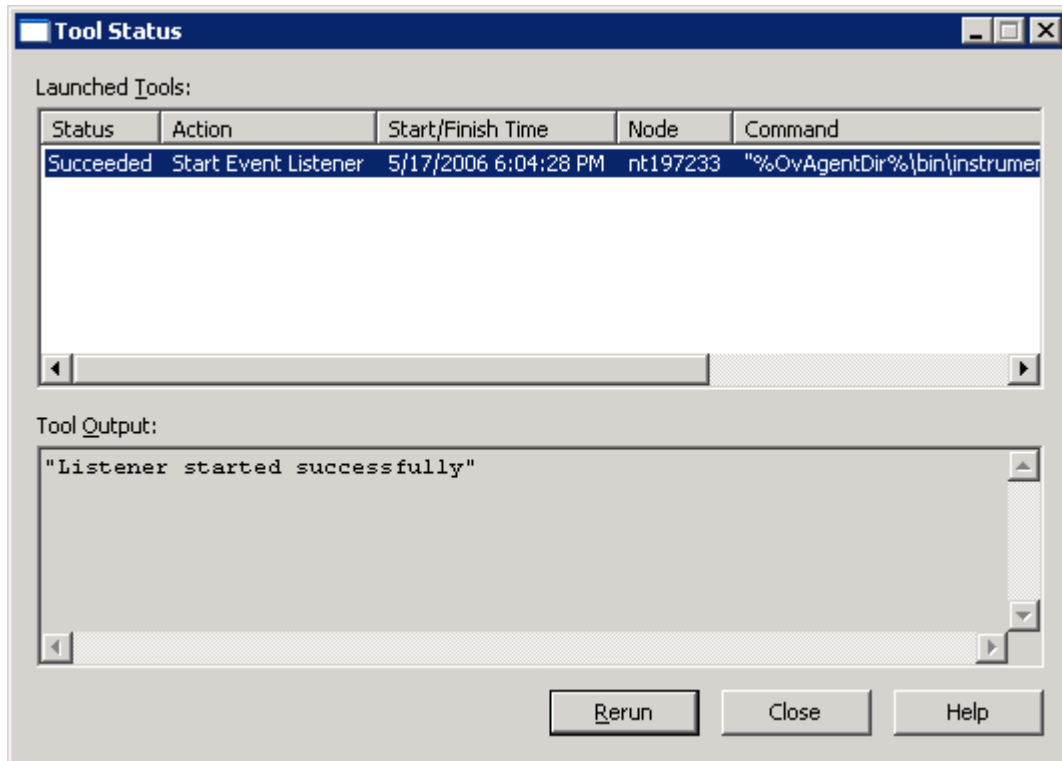 Tool Status
Launched Tools:
Status Action Start/Finish Time Node Command
Succeeded Start Event Listener 5/17/2006 6:04:28 PM nt197233 "%OvAgentDir%\bin\instrumen
Tool Output:
"Listener started successfully"
Rerun Close Help